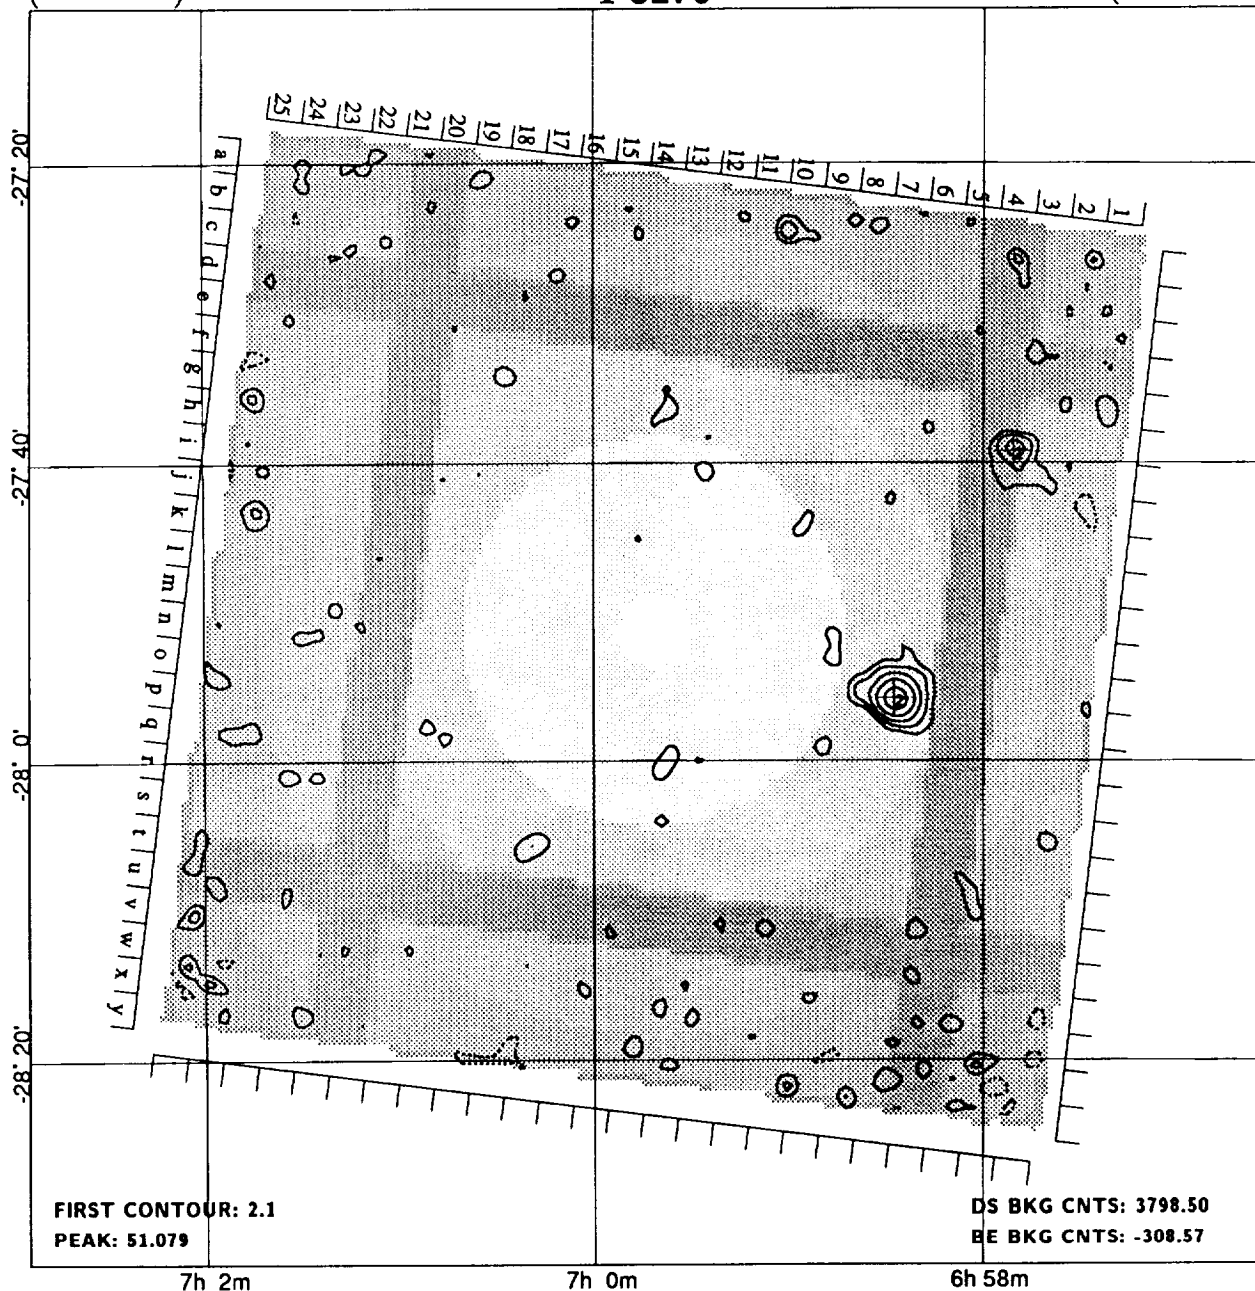 25 24 23 22 21 20 19 18 17 16 15 14 13 12 11 10 9 8 7 6 5 4 3 2 1
a b c d e f g h i j k l m n o p q r s t u v w x y
-27° 20'
-27° 40'
-28° 0'
-28° 20'
FIRST CONTOUR: 2.1
PEAK: 51.079
DS BKG CNTS: 3798.50
BE BKG CNTS: -308.57
7h 2m
7h 0m
6h 58m